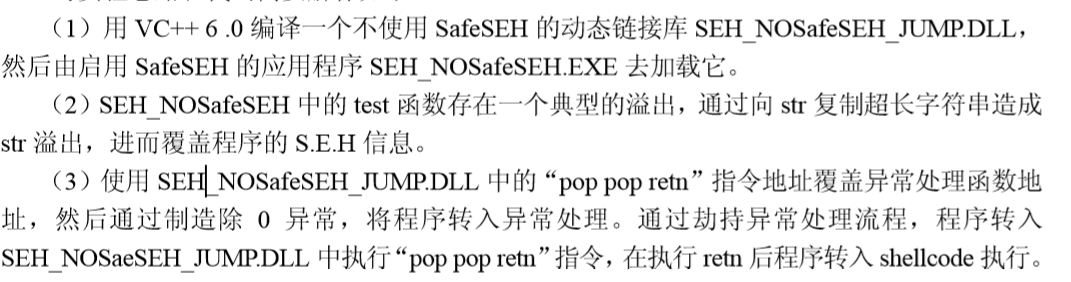 （1）用 VC++ 6 .0 编译一个不使用 SafeSEH 的动态链接库 SEH_NOSafeSEH_JUMP.DLL，
然后由启用 SafeSEH 的应用程序 SEH_NOSafeSEH.EXE 去加载它。
（2）SEH_NOSafeSEH 中的 test 函数存在一个典型的溢出，通过向 str 复制超长字符串造成
str 溢出，进而覆盖程序的 S.E.H 信息。
（3）使用 SEH_NOSafeSEH_JUMP.DLL 中的“pop pop retn”指令地址覆盖异常处理函数地
址，然后通过制造除 0 异常，将程序转入异常处理。通过劫持异常处理流程，程序转入
SEH_NOSaeSEH_JUMP.DLL 中执行“pop pop retn”指令，在执行 retn 后程序转入 shellcode 执行。